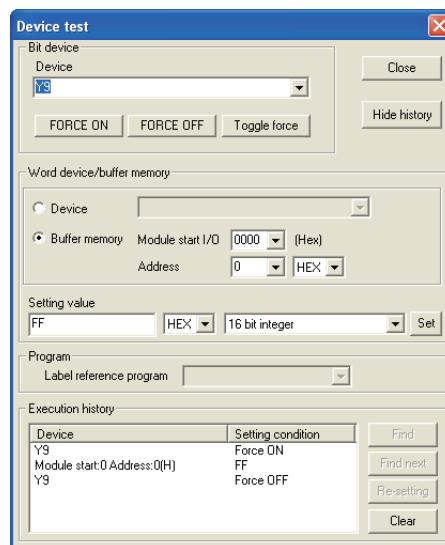 Device test
Bit device
Device
Y9
Close
FORCE ON FORCE OFF Toggle force
Hide history
Word device/buffer memory
Device
Buffer memory Module start I/O 0000 (Hex)
Address 0 HEX
Setting value
FF HEX 16 bit integer Set
Program
Label reference program
Execution history
Device Setting condition
Y9 Force ON
Module start:0 Address:0(H) FF
Y9 Force OFF
Find
Find next
Re-setting
Clear